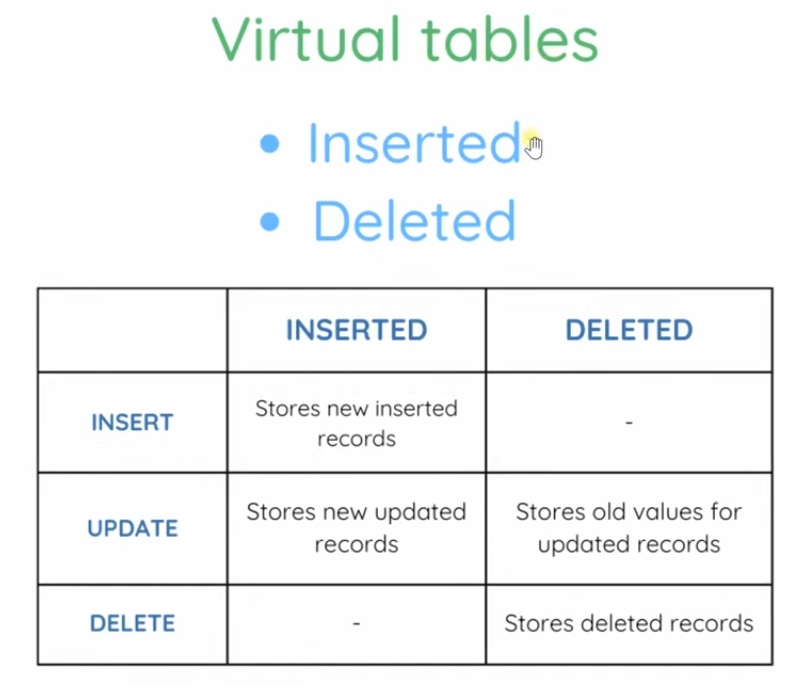 Virtual tables
• Inserted
• Deleted
INSERTED DELETED
INSERT Stores new inserted records -
UPDATE Stores new updated records Stores old values for updated records
DELETE - Stores deleted records